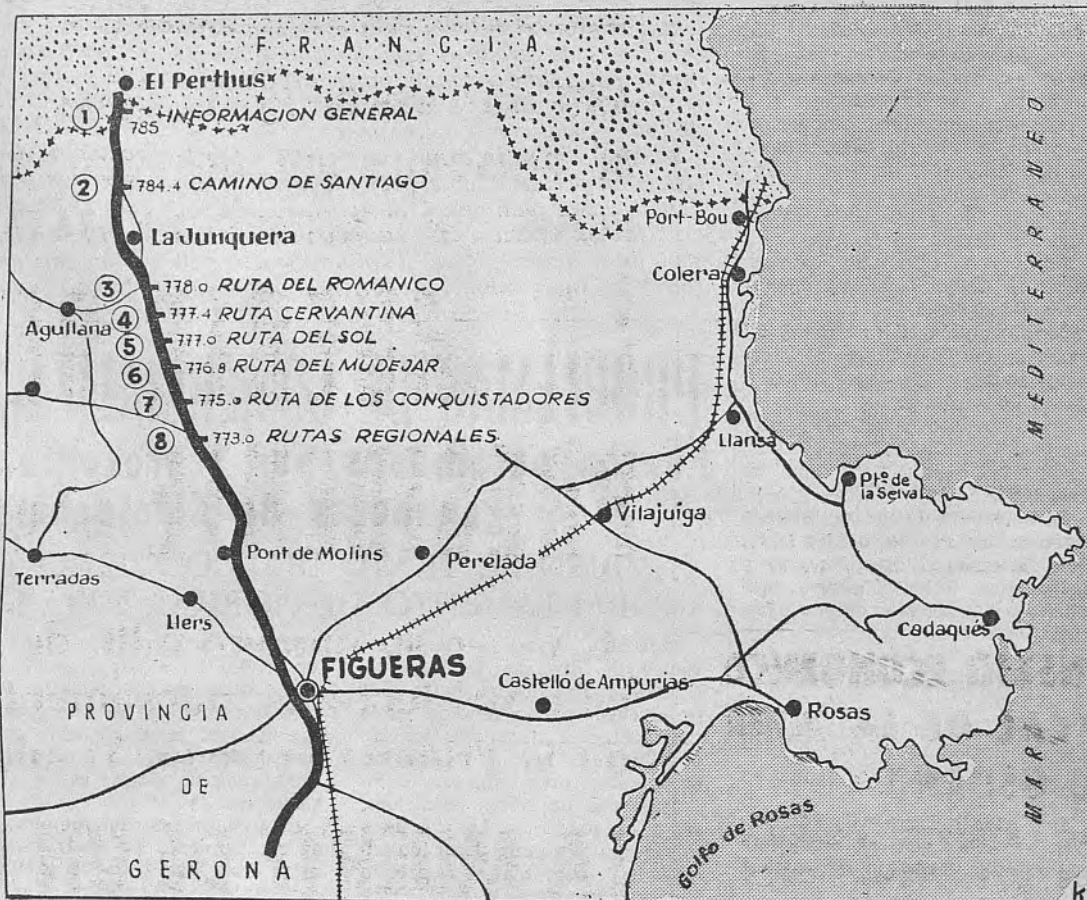 FRANCIA
El Perthus
① 785 INFORMACION GENERAL
② 784.4 CAMINO DE SANTIAGO
La Junquera
③ 778.0 RUTA DEL ROMANICO
④ 777.4 RUTA CERVANTINA
⑤ 777.0 RUTA DEL SOL
⑥ 776.8 RUTA DEL MUDEJAR
⑦ 775.0 RUTA DE LOS CONQUISTADORES
⑧ 773.0 RUTAS REGIONALES
Agullana
Port-Bou
Colera
Llansa
Ptº de
la Selva
Vilajuiga
Pont de Molins
Perelada
Terradas
Llers
Cadaqués
FIGUERAS
Castelló de Ampurias
Rosas
PROVINCIA
DE
GERONA
Golfo de Rosas
MAR MEDITERRANEO
K